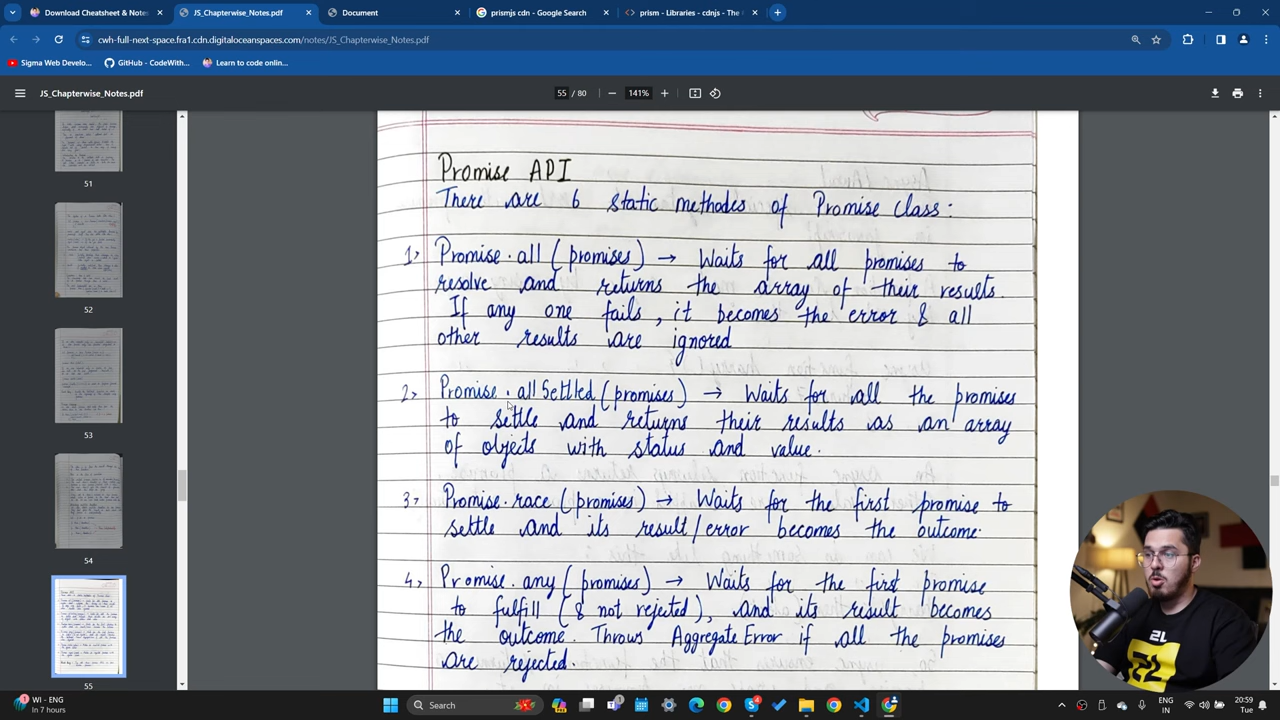 Download Cheatsheet & Notes
JS_Chapterwise_Notes.pdf
Document
prismjs cdn - Google Search
prism - Libraries - cdnjs - The
cwh-full-next-space.fra1.cdn.digitaloceanspaces.com/notes/JS_Chapterwise_Notes.pdf
Sigma Web Develo...
GitHub - CodeWith...
Learn to code onlin...
JS_Chapterwise_Notes.pdf
55 / 80
141%
51
52
53
54
55
Promise API
There are 6 static methodes of Promise Class:
1> Promise.all (promises) → Waits for all promises to
resolve and returns the array of their results.
If any one fails, it becomes the error & all
other results are ignored
2> Promise.allSettled (promises) → Waits for all the promises
to settle and returns their results as an array
of objects with status and value.
3> Promise.race (promises) → Waits for the first promise to
settle and its result/error becomes the outcome.
4> Promise.any (promises) → Waits for the first promise
to fulfill (& not rejected) and its result becomes
the outcome. Throws Aggregate Error if all the promises
are rejected.
WI - ENG
In 7 hours
Search
ENG
IN
20:59
Tue